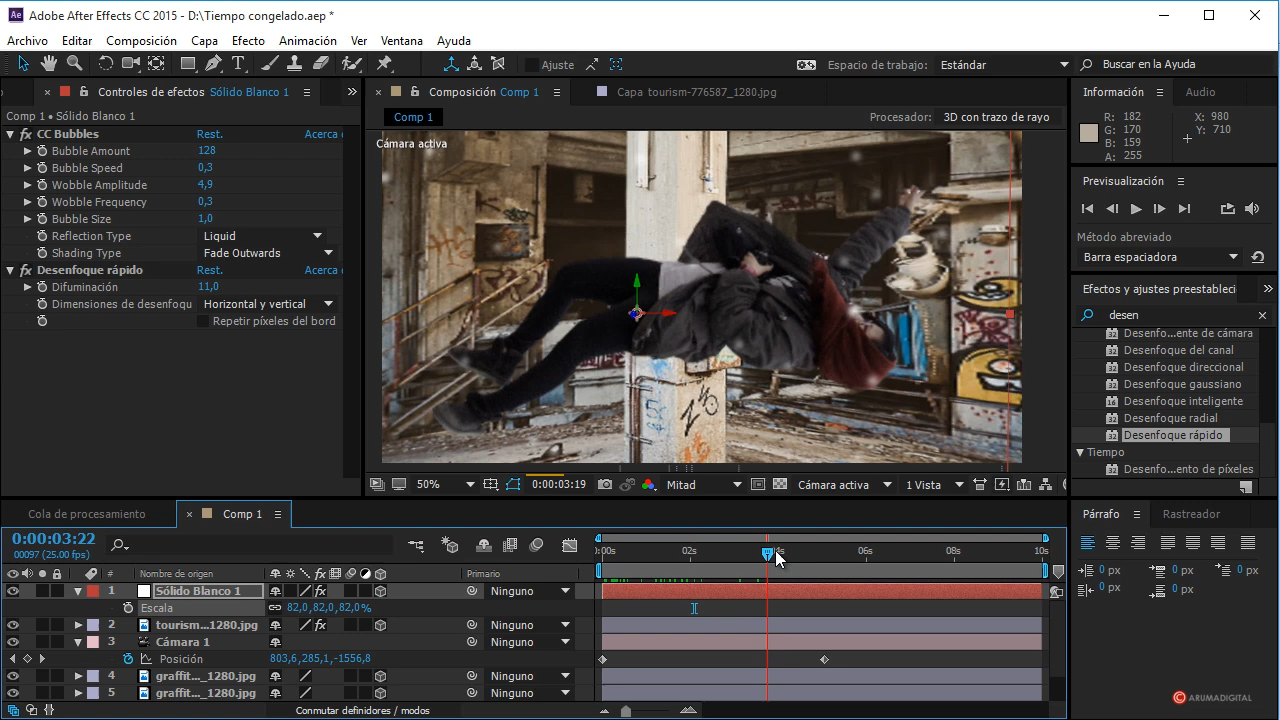 Adobe After Effects CC 2015 - D:\Tiempo congelado.aep *
Archivo Editar Composición Capa Efecto Animación Ver Ventana Ayuda
Ajuste
Espacio de trabajo: Estándar
Buscar en la Ayuda
Controles de efectos Sólido Blanco 1
Comp 1 • Sólido Blanco 1
CC Bubbles Rest. Acerca
Bubble Amount 128
Bubble Speed 0,3
Wobble Amplitude 4,9
Wobble Frequency 0,3
Bubble Size 1,0
Reflection Type Liquid
Shading Type Fade Outwards
Desenfoque rápido Rest. Acerca
Difuminación 11,0
Dimensiones de desenfoqu Horizontal y vertical
Repetir píxeles del bord
Composición Comp 1
Capa tourism-776587_1280.jpg
Comp 1
Procesador: 3D con trazo de rayo
Cámara activa
50%
0:00:03:19
Mitad
Cámara activa
1 Vista
Información Audio
R: 182
G: 170
B: 159
A: 255
X: 980
Y: 710
Previsualización
Método abreviado
Barra espaciadora
Efectos y ajustes preestableci
desen
Desenfo...ente de cámara
Desenfoque del canal
Desenfoque direccional
Desenfoque gaussiano
Desenfoque inteligente
Desenfoque radial
Desenfoque rápido
Tiempo
Desenfo...ento de píxeles
Cola de procesamiento
Comp 1
0:00:03:22
00097 (25.00 fps)
02s 06s 08s 10s
# Nombre de origen Primario
1 Sólido Blanco 1 Ninguno
Escala 82,0,82,0,82,0%
2 tourism...1280.jpg Ninguno
3 Cámara 1 Ninguno
Posición 803,6,285,1,-1556,8
4 graffit..._1280.jpg Ninguno
5 graffit..._1280.jpg Ninguno
Conmutar definidores / modos
Párrafo Rastreador
0 px 0 px 0 px
0 px 0 px
ARUMADIGITAL